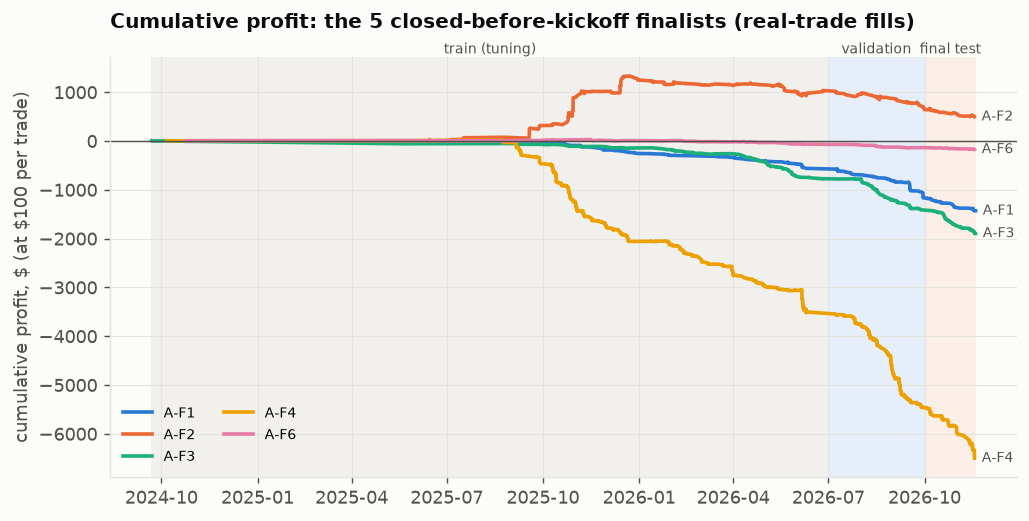 Cumulative profit: the 5 closed-before-kickoff finalists (real-trade fills)
train (tuning) validation final test
cumulative profit, $ (at $100 per trade)
1000
0
−1000
−2000
−3000
−4000
−5000
−6000
A-F2
A-F6
A-F1
A-F3
A-F4
A-F1 A-F4
A-F2 A-F6
A-F3
2024-10 2025-01 2025-04 2025-07 2025-10 2026-01 2026-04 2026-07 2026-10